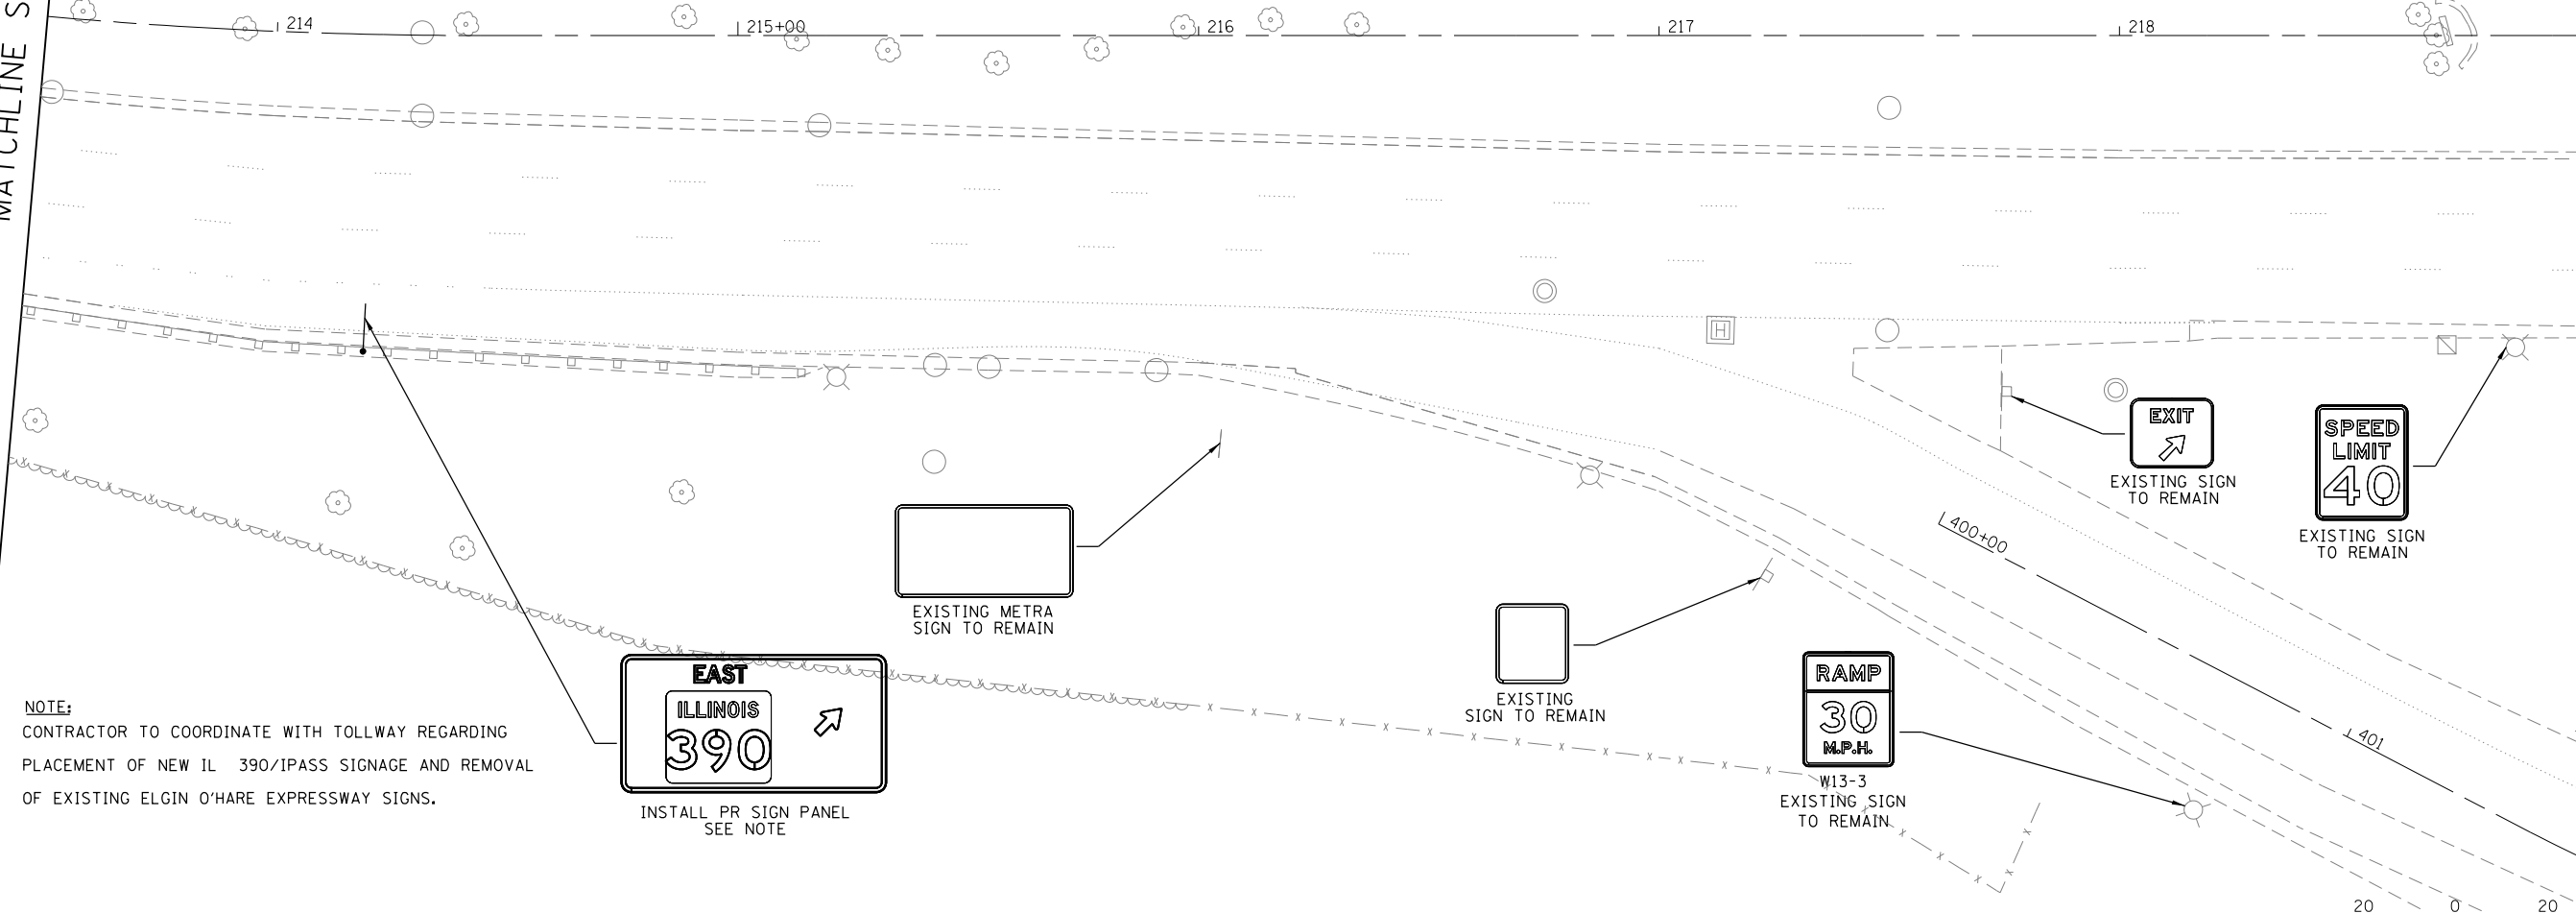 MATCHLINE S
214
215+00
216
217
218
EXIT
EXISTING SIGN
TO REMAIN
SPEED
LIMIT
40
EXISTING SIGN
TO REMAIN
400+00
401
EXISTING METRA
SIGN TO REMAIN
EXISTING
SIGN TO REMAIN
RAMP
30
M.P.H.
W13-3
EXISTING SIGN
TO REMAIN
EAST
ILLINOIS
390
INSTALL PR SIGN PANEL
SEE NOTE
NOTE:
CONTRACTOR TO COORDINATE WITH TOLLWAY REGARDING
PLACEMENT OF NEW IL 390/IPASS SIGNAGE AND REMOVAL
OF EXISTING ELGIN O'HARE EXPRESSWAY SIGNS.
H
20 0 20